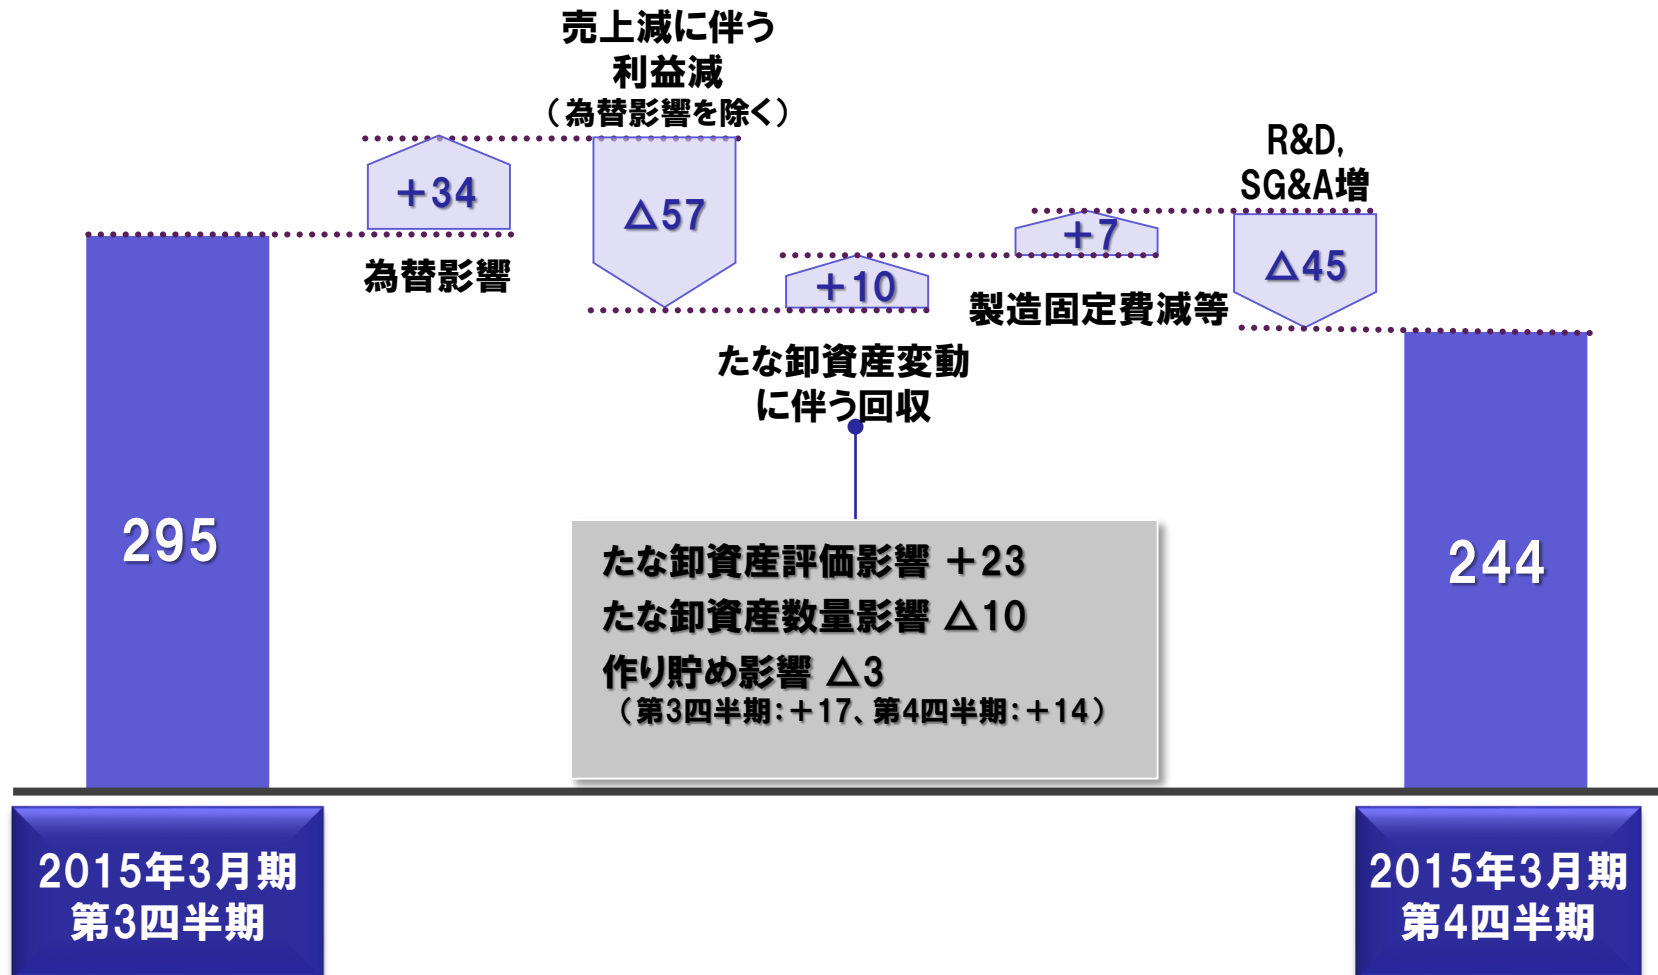 売上減に伴う
利益減
（為替影響を除く）
R&D,
SG&A増
＋34
△57
＋7
△45
＋10
為替影響
製造固定費減等
たな卸資産変動
に伴う回収
295
244
たな卸資産評価影響 ＋23
たな卸資産数量影響 △10
作り貯め影響 △3
（第3四半期：＋17、第4四半期：＋14）
2015年3月期
第3四半期
2015年3月期
第4四半期